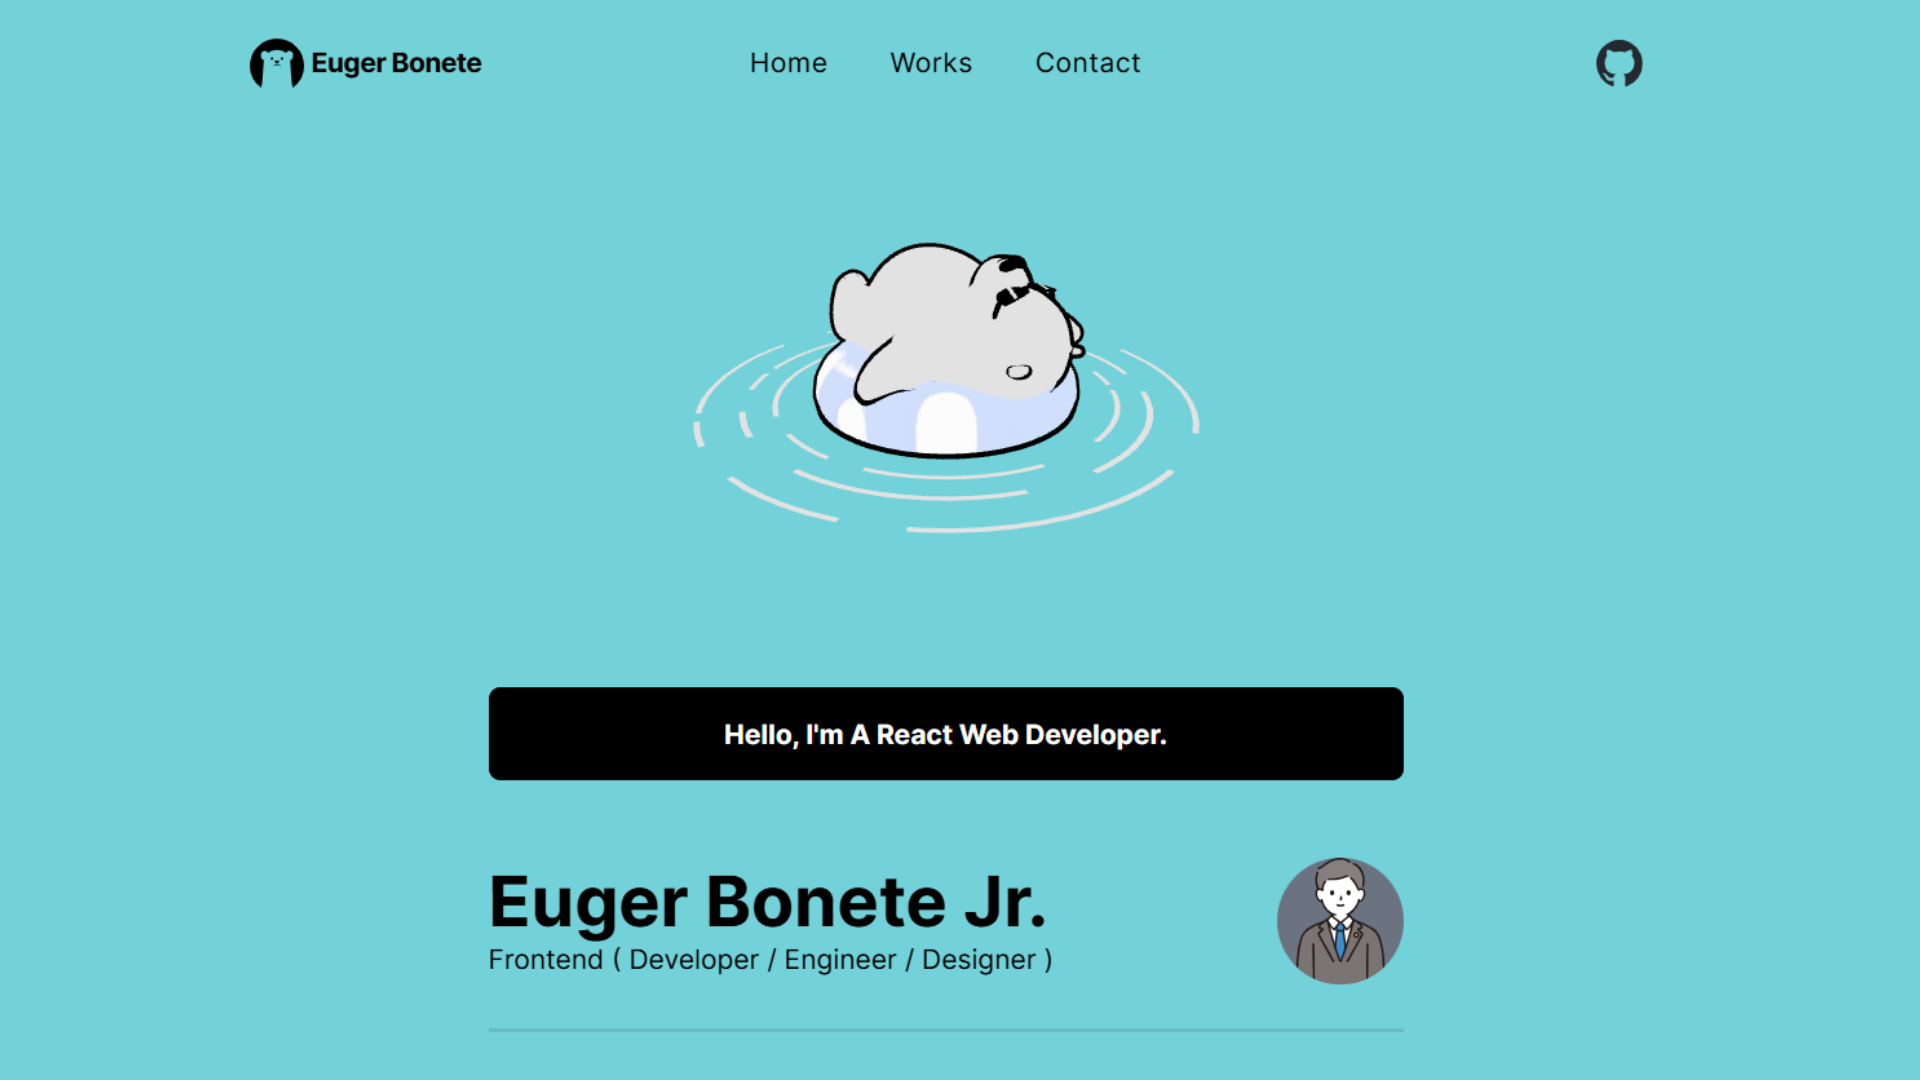 Euger Bonete
Home
Works
Contact
Hello, I'm A React Web Developer.
Euger Bonete Jr.
Frontend ( Developer / Engineer / Designer )